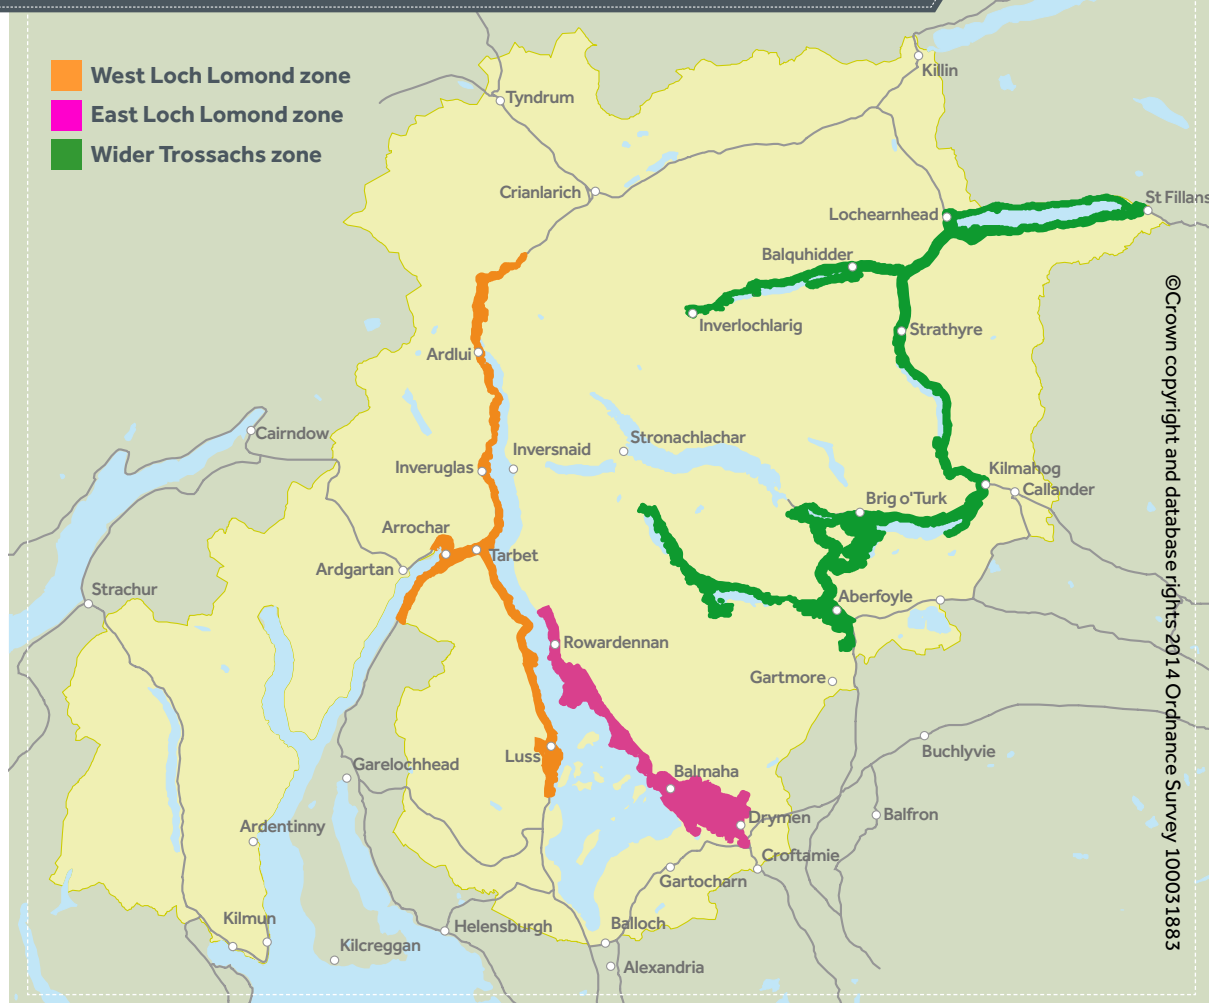 West Loch Lomond zone
East Loch Lomond zone
Wider Trossachs zone
Killin
Tyndrum
Crianlarich
St Fillans
Lochearnhead
Balquhidder
Inverlochlarig
Strathyre
Ardlui
Cairndow
Stronachlachar
Inversnaid
Inveruglas
Kilmahog
Callander
Brig o'Turk
Arrochar
Tarbet
Ardgartan
Strachur
Aberfoyle
Rowardennan
Gartmore
Buchlyvie
Luss
Garelochhead
Balmaha
Drymen
Balfron
Ardentinny
Croftamie
Gartocharn
Kilmun
Helensburgh
Balloch
Kilcreggan
Alexandria
©Crown copyright and database rights 2014 Ordnance Survey 100031883